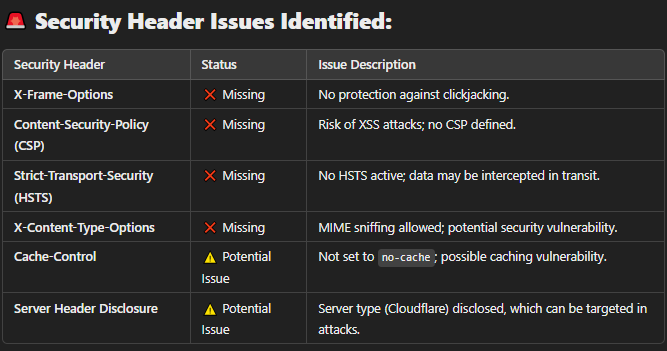 🚨 Security Header Issues Identified:
Security Header Status Issue Description
X-Frame-Options ❌ Missing No protection against clickjacking.
Content-Security-Policy ❌ Missing Risk of XSS attacks; no CSP defined.
(CSP)
Strict-Transport-Security ❌ Missing No HSTS active; data may be intercepted in transit.
(HSTS)
X-Content-Type-Options ❌ Missing MIME sniffing allowed; potential security vulnerability.
Cache-Control ⚠️ Potential Not set to no-cache; possible caching vulnerability.
Issue
Server Header Disclosure ⚠️ Potential Server type (Cloudflare) disclosed, which can be targeted in
Issue attacks.